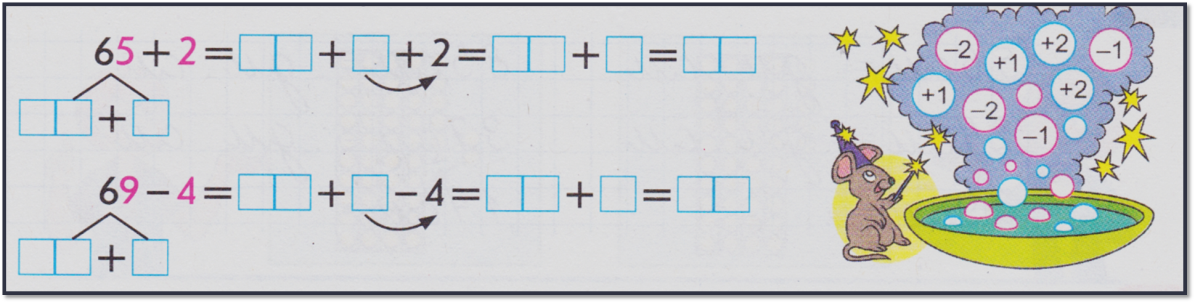 65 + 2 = □□ + □ + 2 = □□ + □ = □□
□□ + □
69 − 4 = □□ + □ − 4 = □□ + □ = □□
□□ + □
−2 +1 +2 −1
+1 −2 +2
−1